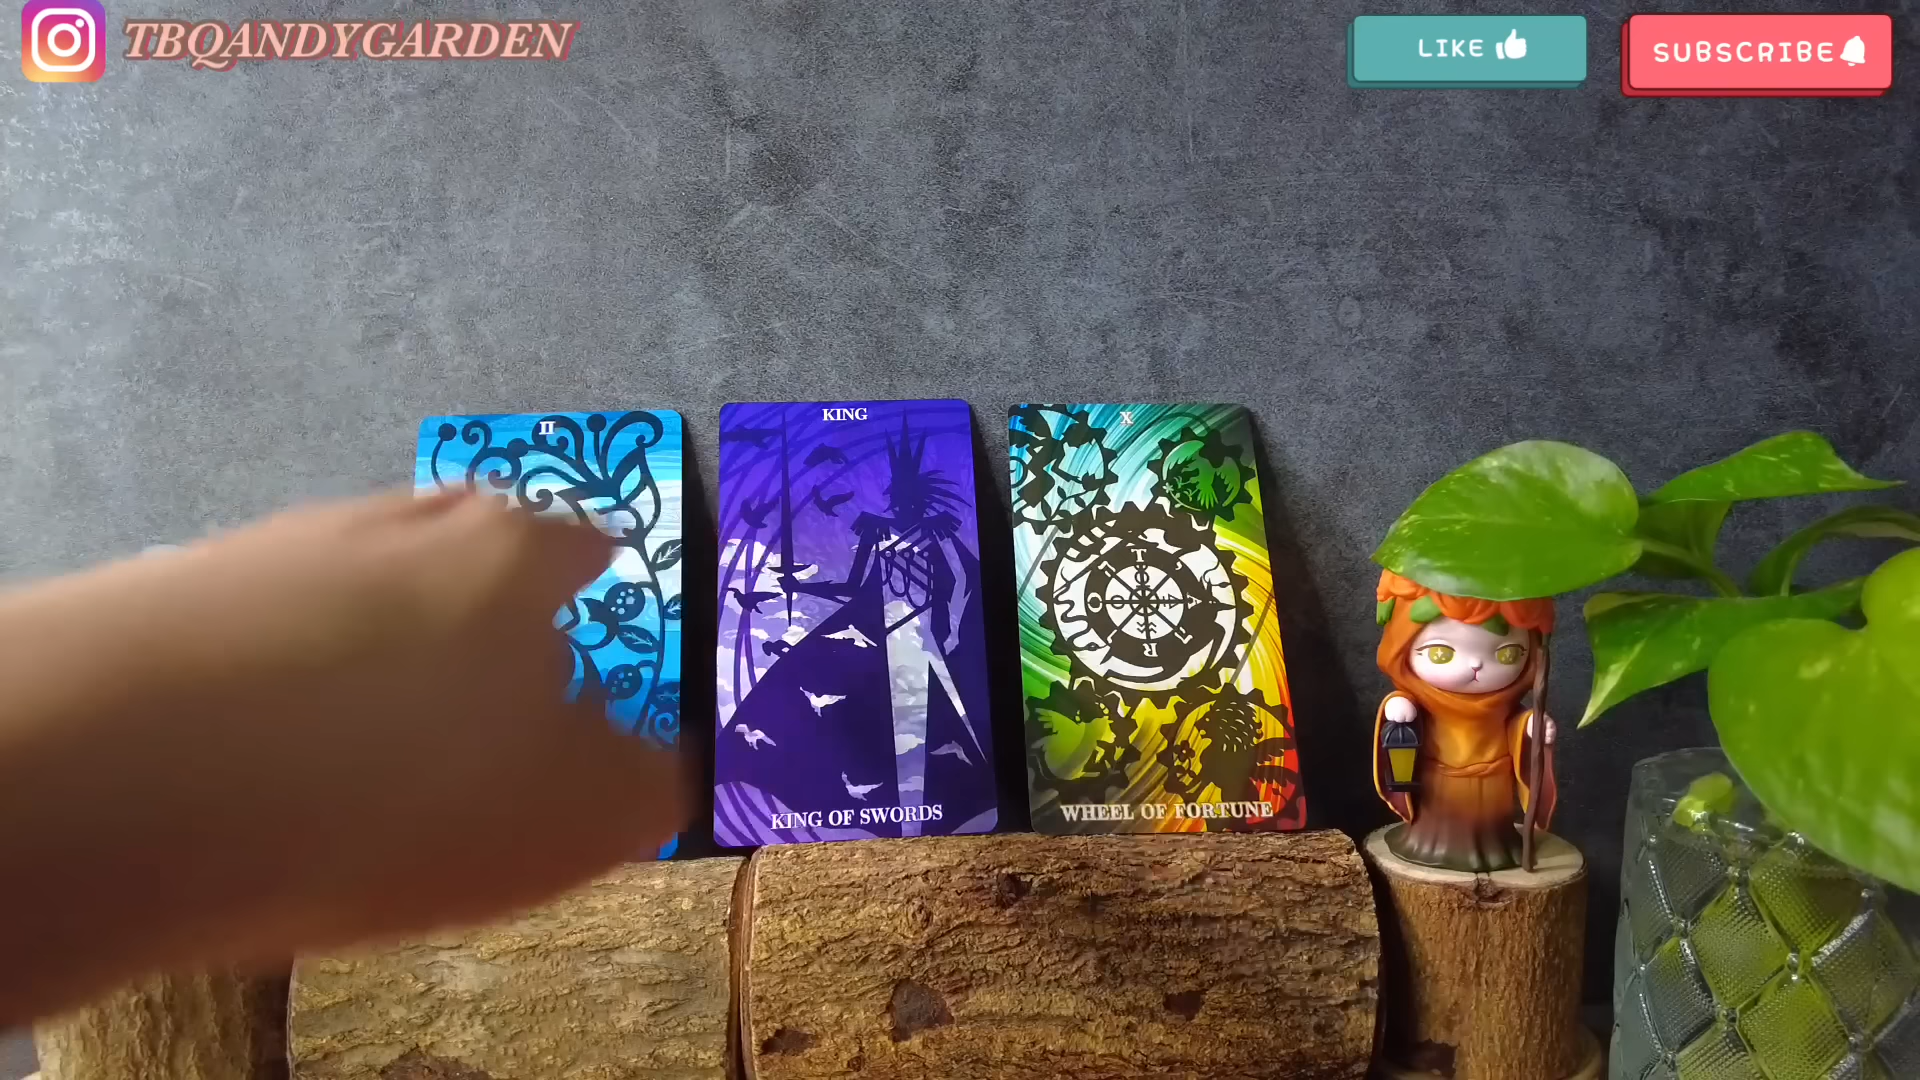 TBQANDYGARDEN
LIKE
SUBSCRIBE
II
KING
X
T
A
R
O
KING OF SWORDS
WHEEL OF FORTUNE